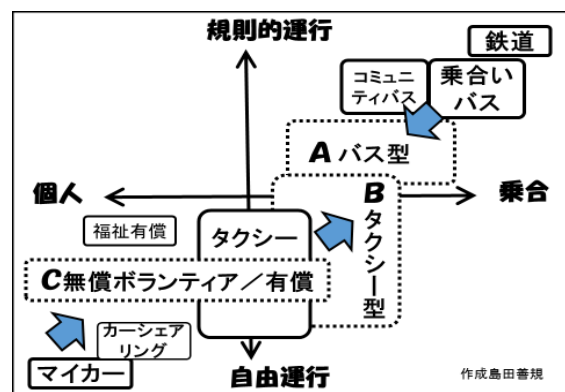 規則的運行
鉄道
コミュニ
ティバス
乗合い
バス
A バス型
個人
B
タクシー型
乗合
福祉有償
タクシー
C無償ボランティア/有償
カーシェア
リング
マイカー
自由運行
作成島田善規